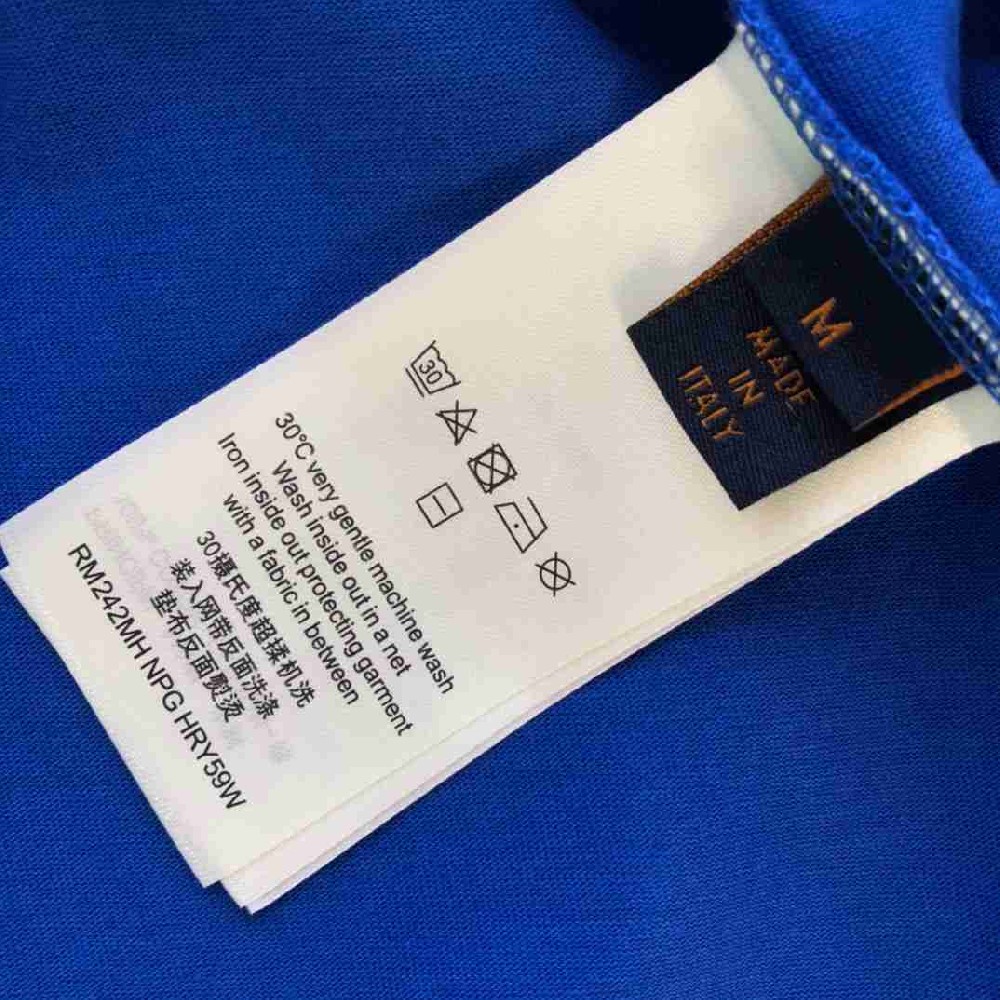 M
MADE
IN
ITALY
30
30°C very gentle machine wash
Wash inside out in a net
Iron inside out protecting garment
with a fabric in between
30摄氏度超揉机洗
装入网带反面洗涤
垫布反面熨烫
RM242MH NPG HRY59W